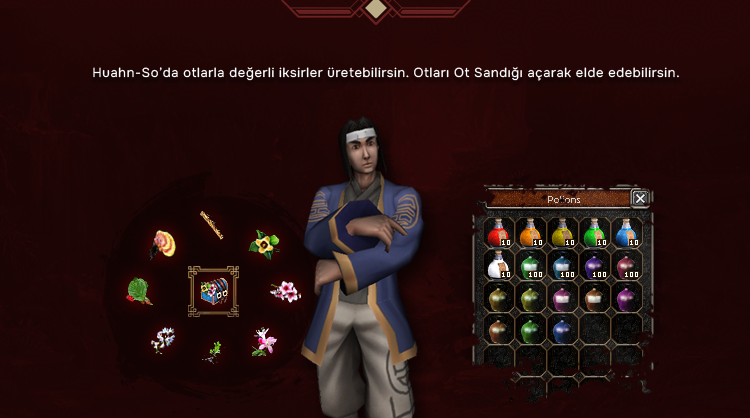 Huahn-So'da otlarla değerli iksirler üretebilirsin. Otları Ot Sandığı açarak elde edebilirsin.
Potions
10 10 10 10 10
10 100 100 100 100